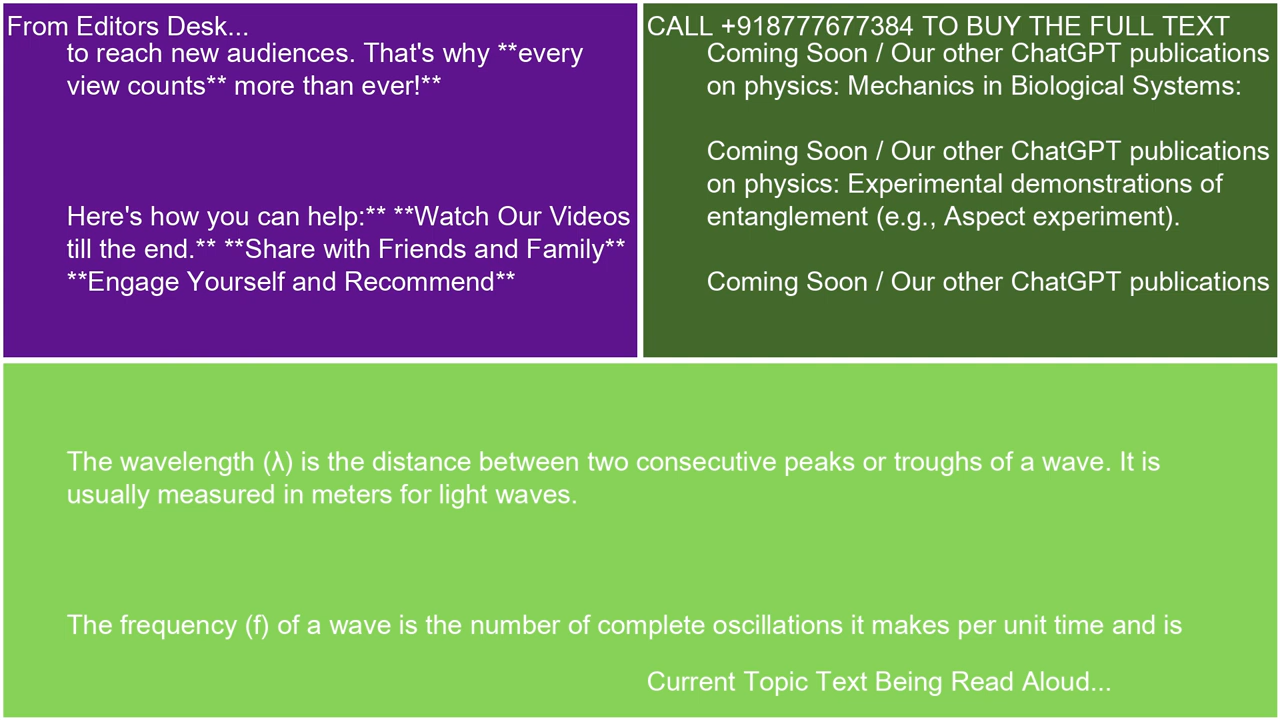 From Editors Desk...
to reach new audiences. That's why **every
view counts** more than ever!**
Here's how you can help:** **Watch Our Videos
till the end.** **Share with Friends and Family**
**Engage Yourself and Recommend**
CALL +918777677384 TO BUY THE FULL TEXT
Coming Soon / Our other ChatGPT publications
on physics: Mechanics in Biological Systems:
Coming Soon / Our other ChatGPT publications
on physics: Experimental demonstrations of
entanglement (e.g., Aspect experiment).
Coming Soon / Our other ChatGPT publications
The wavelength (λ) is the distance between two consecutive peaks or troughs of a wave. It is
usually measured in meters for light waves.
The frequency (f) of a wave is the number of complete oscillations it makes per unit time and is
Current Topic Text Being Read Aloud...